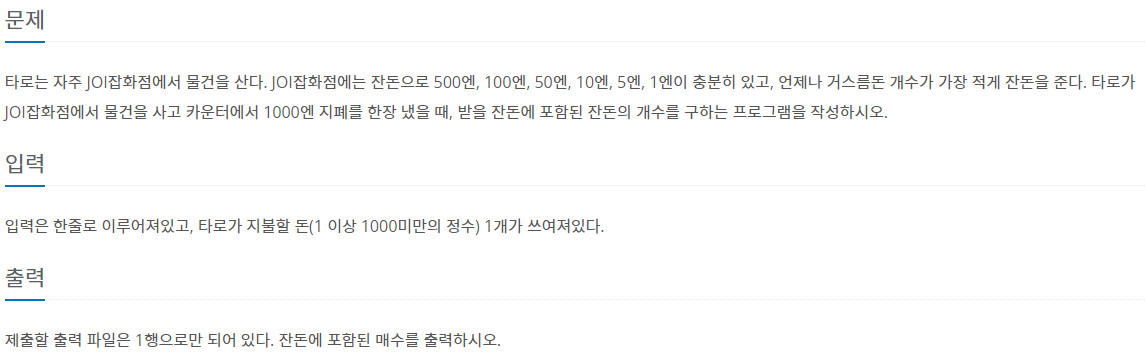 문제
타로는 자주 JOI잡화점에서 물건을 산다. JOI잡화점에는 잔돈으로 500엔, 100엔, 50엔, 10엔, 5엔, 1엔이 충분히 있고, 언제나 거스름돈 개수가 가장 적게 잔돈을 준다. 타로가
JOI잡화점에서 물건을 사고 카운터에서 1000엔 지폐를 한장 냈을 때, 받을 잔돈에 포함된 잔돈의 개수를 구하는 프로그램을 작성하시오.
입력
입력은 한줄로 이루어져있고, 타로가 지불할 돈(1 이상 1000미만의 정수) 1개가 쓰여져있다.
출력
제출할 출력 파일은 1행으로만 되어 있다. 잔돈에 포함된 매수를 출력하시오.